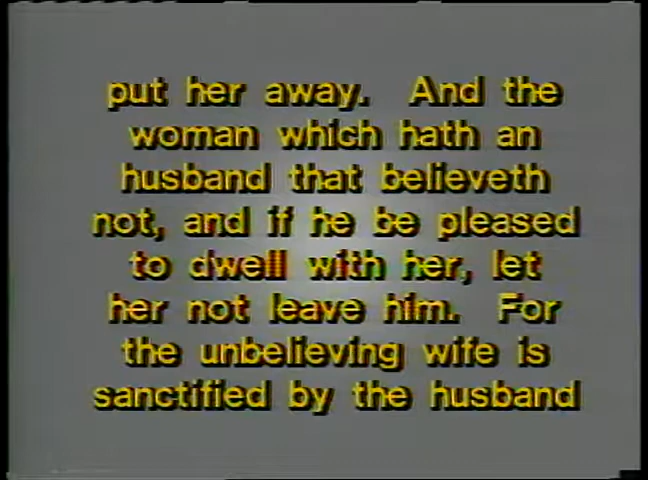 put her away. And the
woman which hath an
husband that believeth
not, and if he be pleased
to dwell with her, let
her not leave him. For
the unbelieving wife is
sanctified by the husband